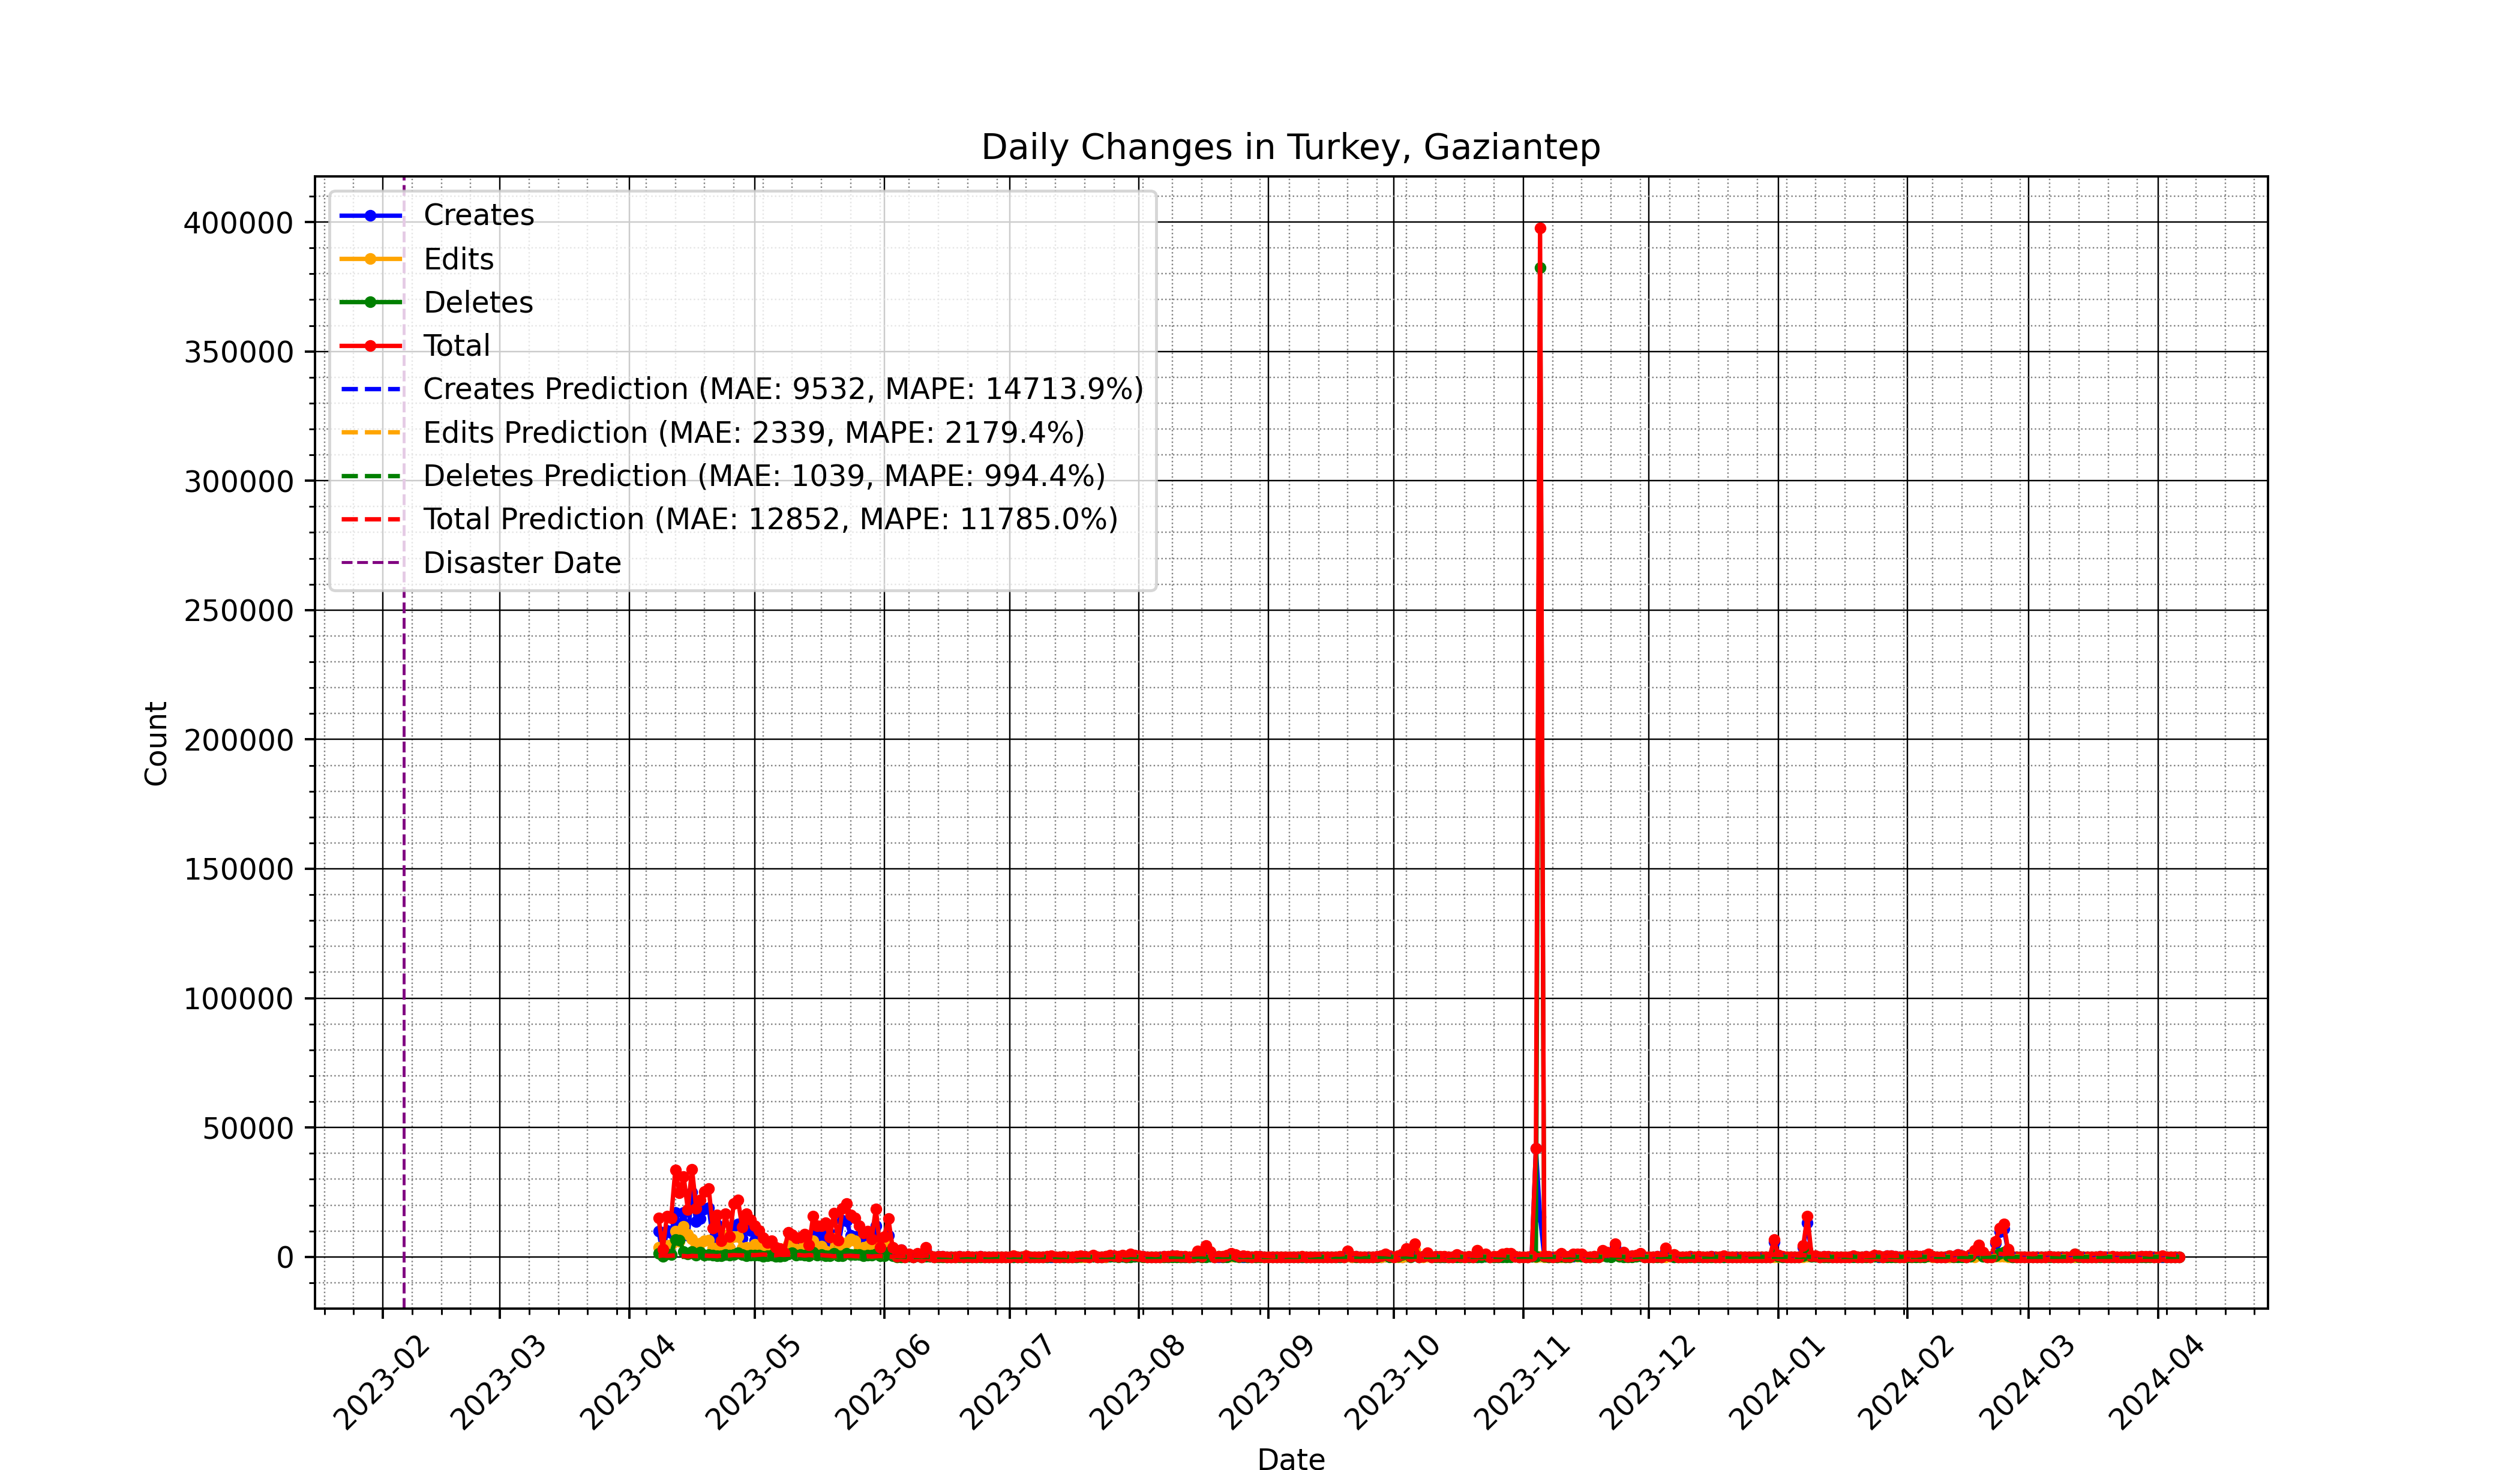 Daily Changes in Turkey, Gaziantep
Creates
Edits
Deletes
Total
Creates Prediction (MAE: 9532, MAPE: 14713.9%)
Edits Prediction (MAE: 2339, MAPE: 2179.4%)
Deletes Prediction (MAE: 1039, MAPE: 994.4%)
Total Prediction (MAE: 12852, MAPE: 11785.0%)
Disaster Date
400000
350000
300000
250000
200000
150000
100000
50000
0
Count
2023-02
2023-03
2023-04
2023-05
2023-06
2023-07
2023-08
2023-09
2023-10
2023-11
2023-12
2024-01
2024-02
2024-03
2024-04
Date